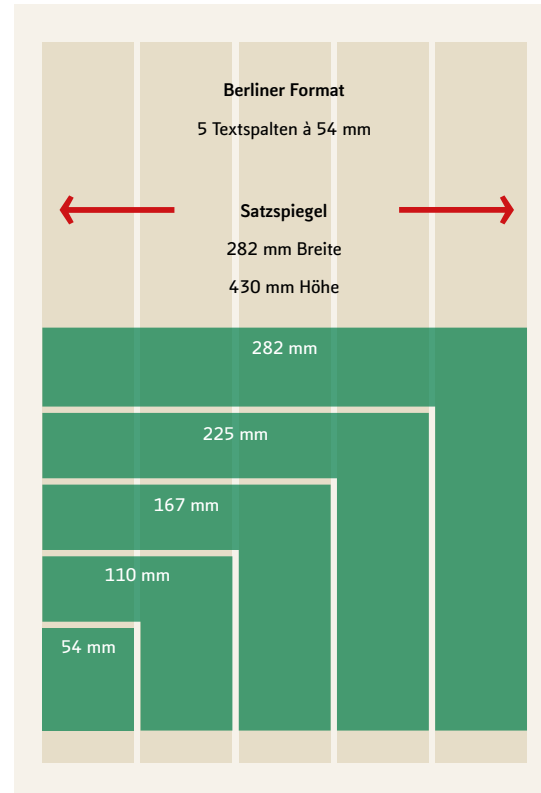 Berliner Format
5 Textspalten à 54 mm
Satzspiegel
282 mm Breite
430 mm Höhe
282 mm
225 mm
167 mm
110 mm
54 mm